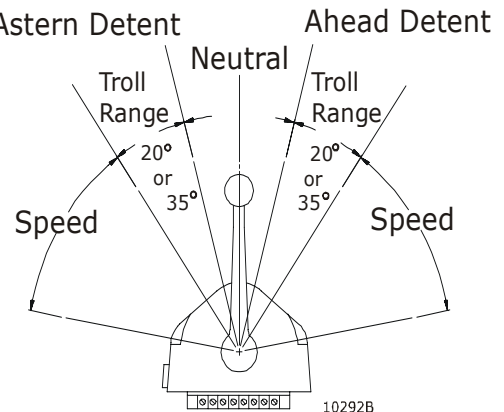 Astern Detent
Ahead Detent
Neutral
Troll
Range
Troll
Range
20°
or
35°
20°
or
35°
Speed
Speed
10292B